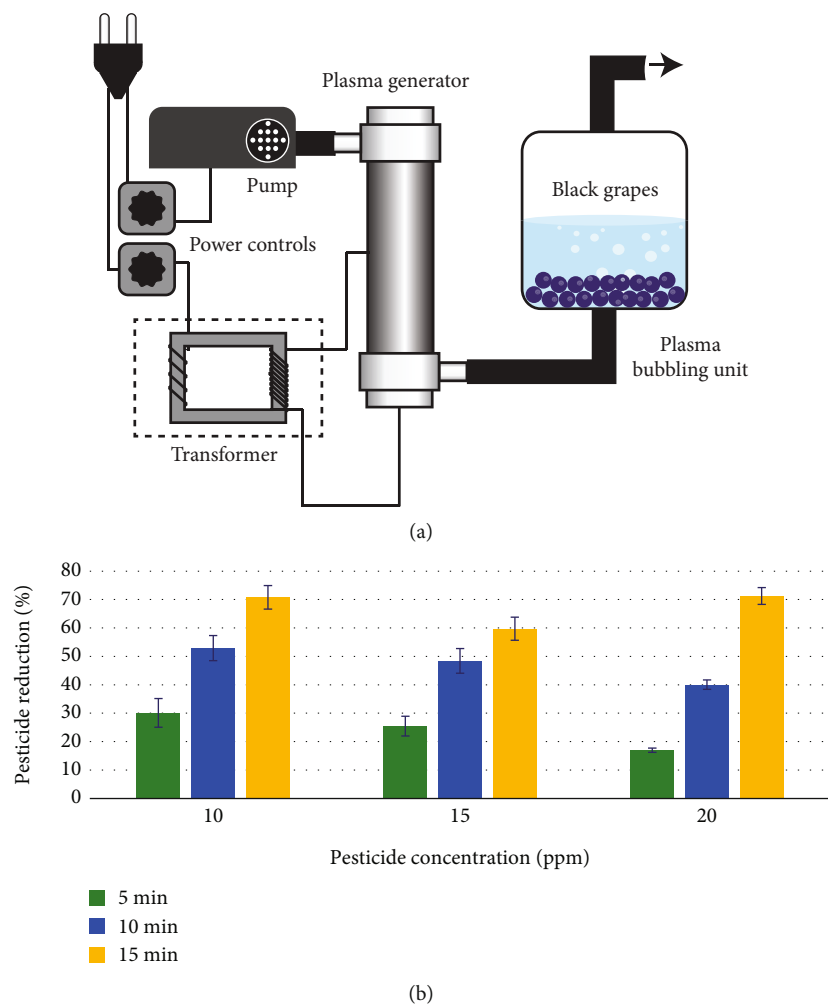 Plasma generator
Pump
Black grapes
Power controls
Plasma
bubbling unit
Transformer
(a)
Pesticide reduction (%)
80
70
60
50
40
30
20
10
0
10 15 20
Pesticide concentration (ppm)
5 min
10 min
15 min
(b)